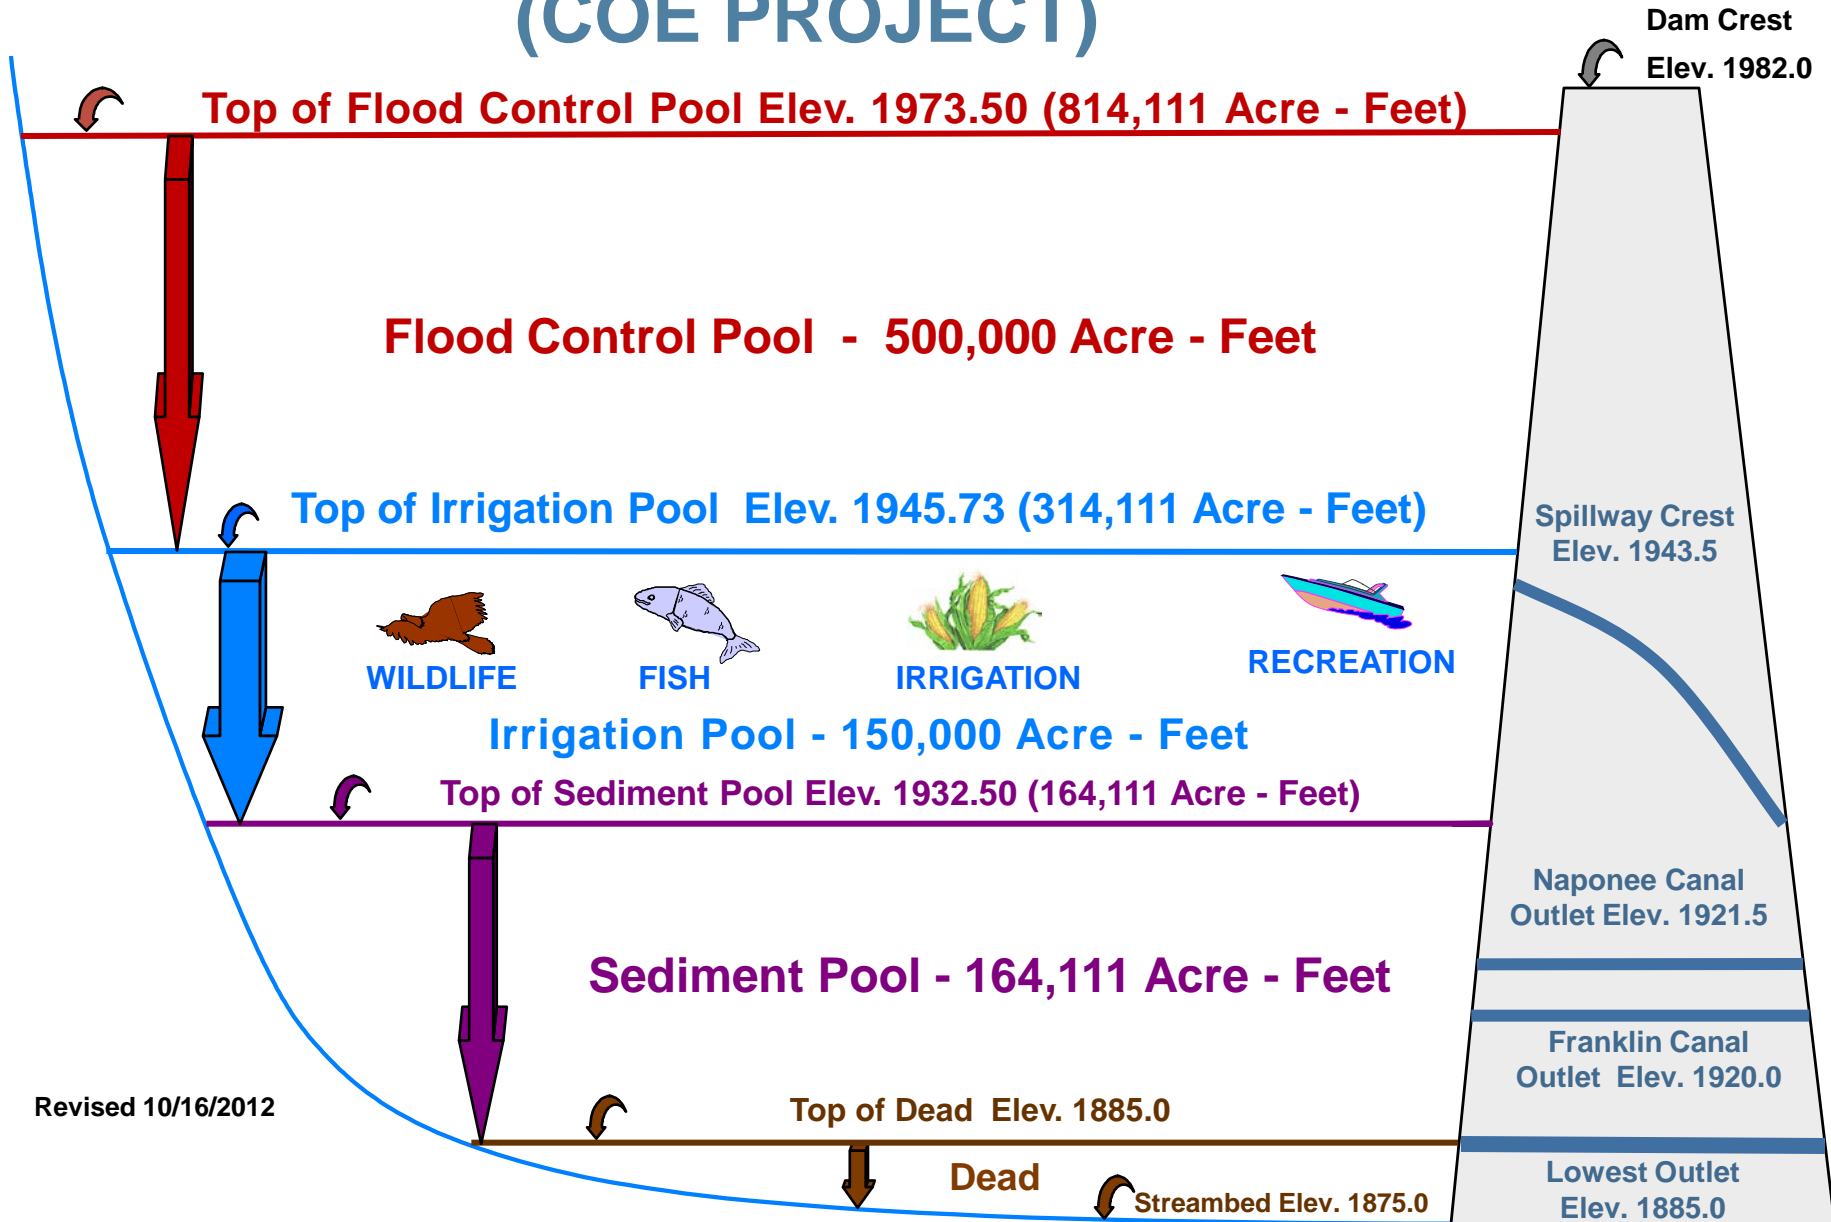 (COE PROJECT)
Dam Crest
Elev. 1982.0
Top of Flood Control Pool Elev. 1973.50 (814,111 Acre - Feet)
Flood Control Pool - 500,000 Acre - Feet
Top of Irrigation Pool Elev. 1945.73 (314,111 Acre - Feet)
Spillway Crest
Elev. 1943.5
WILDLIFE
FISH
IRRIGATION
RECREATION
Irrigation Pool - 150,000 Acre - Feet
Top of Sediment Pool Elev. 1932.50 (164,111 Acre - Feet)
Naponee Canal
Outlet Elev. 1921.5
Sediment Pool - 164,111 Acre - Feet
Franklin Canal
Outlet Elev. 1920.0
Revised 10/16/2012
Top of Dead Elev. 1885.0
Dead
Streambed Elev. 1875.0
Lowest Outlet
Elev. 1885.0